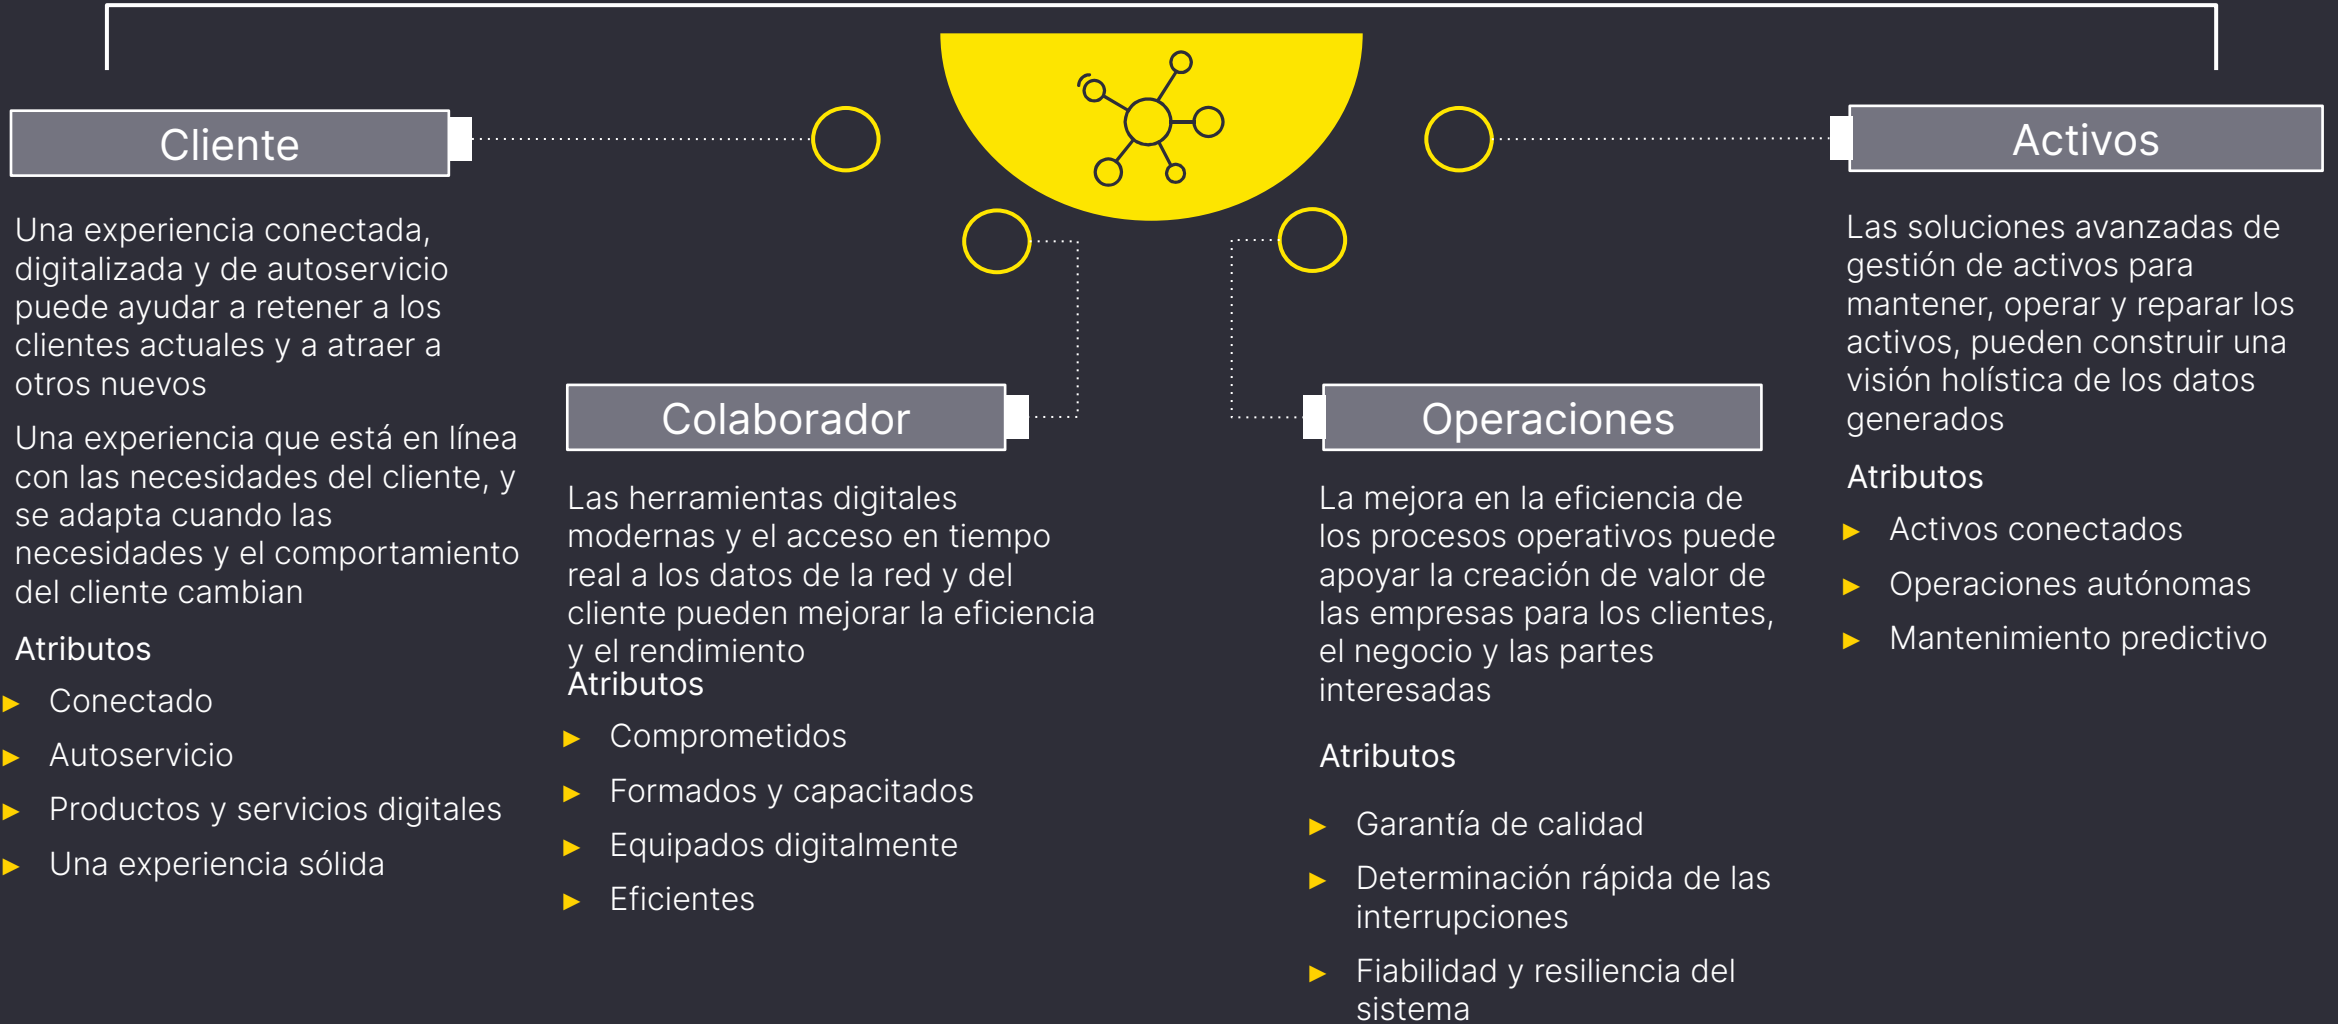 Cliente
Una experiencia conectada,
digitalizada y de autoservicio
puede ayudar a retener a los
clientes actuales y a atraer a
otros nuevos
Una experiencia que está en línea
con las necesidades del cliente, y
se adapta cuando las
necesidades y el comportamiento
del cliente cambian
Atributos
► Conectado
► Autoservicio
► Productos y servicios digitales
► Una experiencia sólida
Colaborador
Las herramientas digitales
modernas y el acceso en tiempo
real a los datos de la red y del
cliente pueden mejorar la eficiencia
y el rendimiento
Atributos
► Comprometidos
► Formados y capacitados
► Equipados digitalmente
► Eficientes
Operaciones
La mejora en la eficiencia de
los procesos operativos puede
apoyar la creación de valor de
las empresas para los clientes,
el negocio y las partes
interesadas
Atributos
► Garantía de calidad
► Determinación rápida de las
interrupciones
► Fiabilidad y resiliencia del
sistema
Activos
Las soluciones avanzadas de
gestión de activos para
mantener, operar y reparar los
activos, pueden construir una
visión holística de los datos
generados
Atributos
► Activos conectados
► Operaciones autónomas
► Mantenimiento predictivo